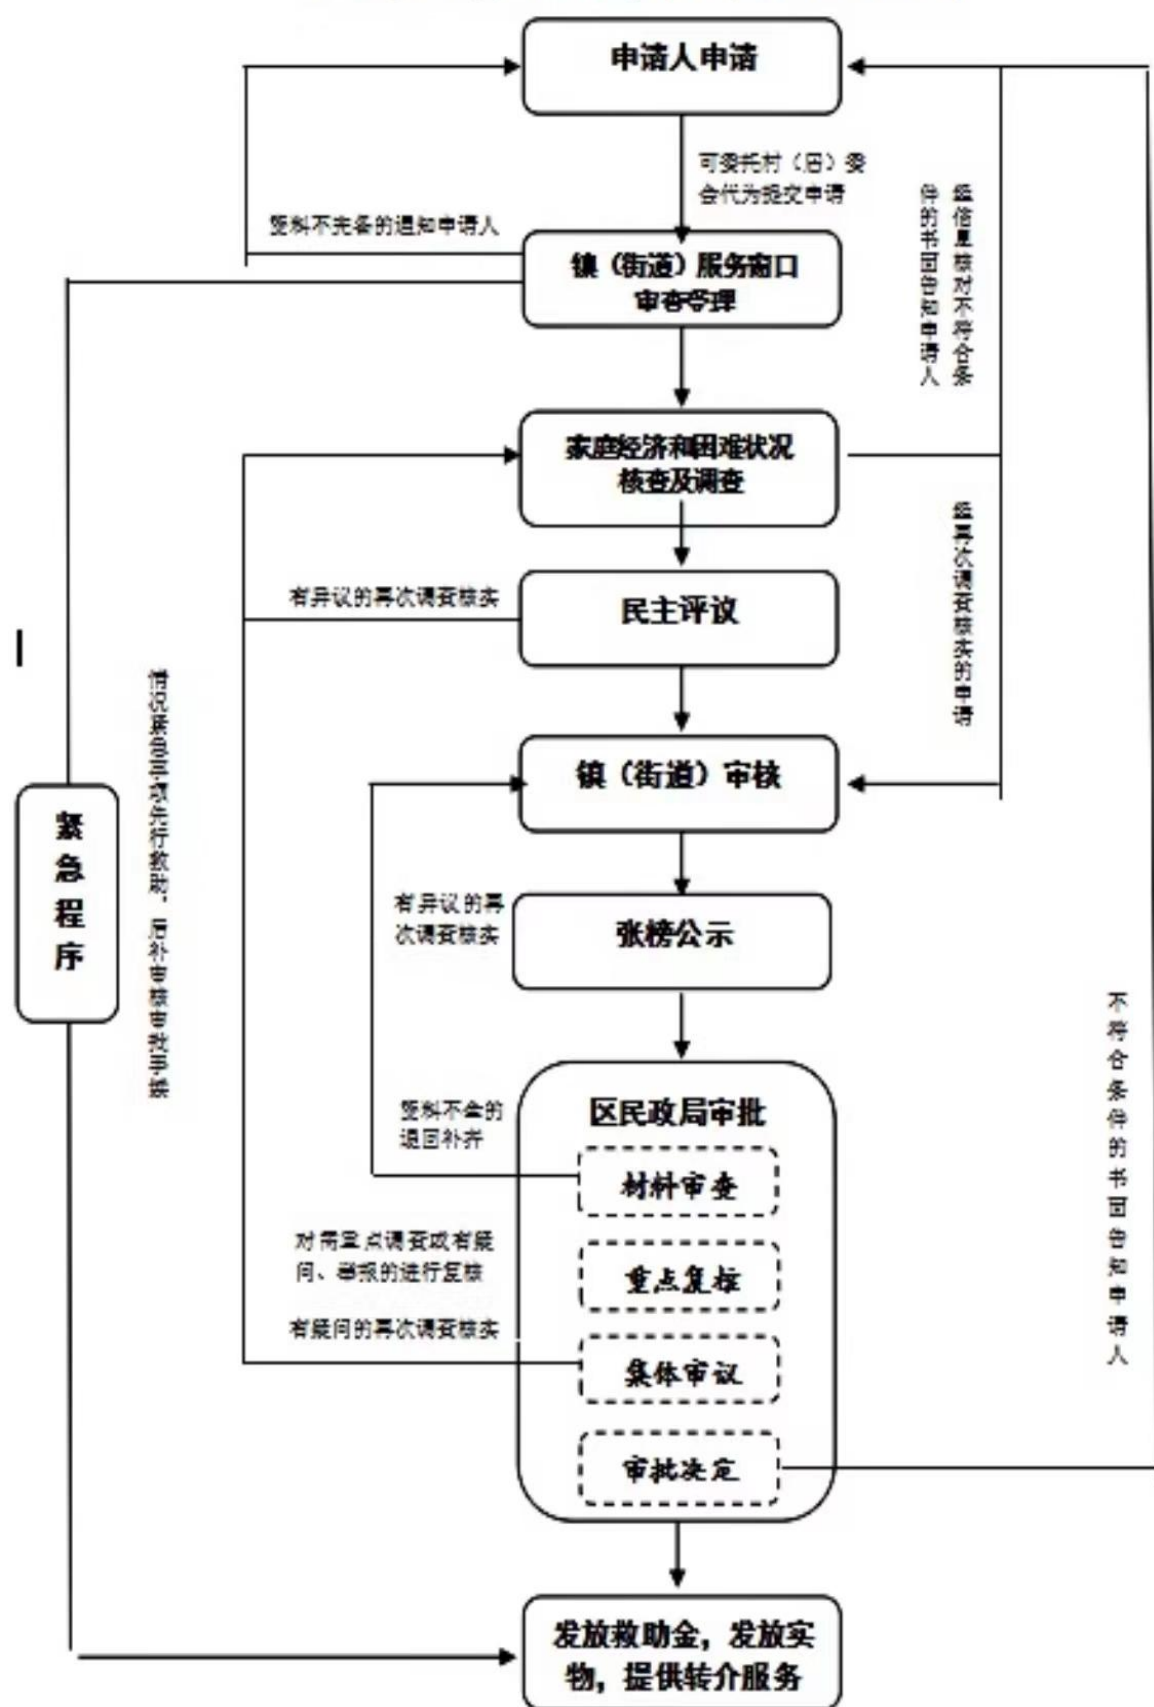 申请人申请
可委托村（居）委
会代为提交申请
资料不完备的通知申请人
镇（街道）服务窗口
审查受理
经信息核对不符合条
件的书面告知申请人
家庭经济和困难状况
核查及调查
有异议的再次调查核实
民主评议
经再次调查核实的申请
镇（街道）审核
紧急程序
情况紧急事项先行救助，后补审核审批手续
有异议的再
次调查核实
张榜公示
区民政局审批
资料不全的
退回补齐
材料审查
对需重点调查或有疑
问、举报的进行复核
重点复核
有疑问的再次调查核实
集体审议
审批决定
不符合条件的书面告知申请人
发放救助金，发放实
物，提供转介服务